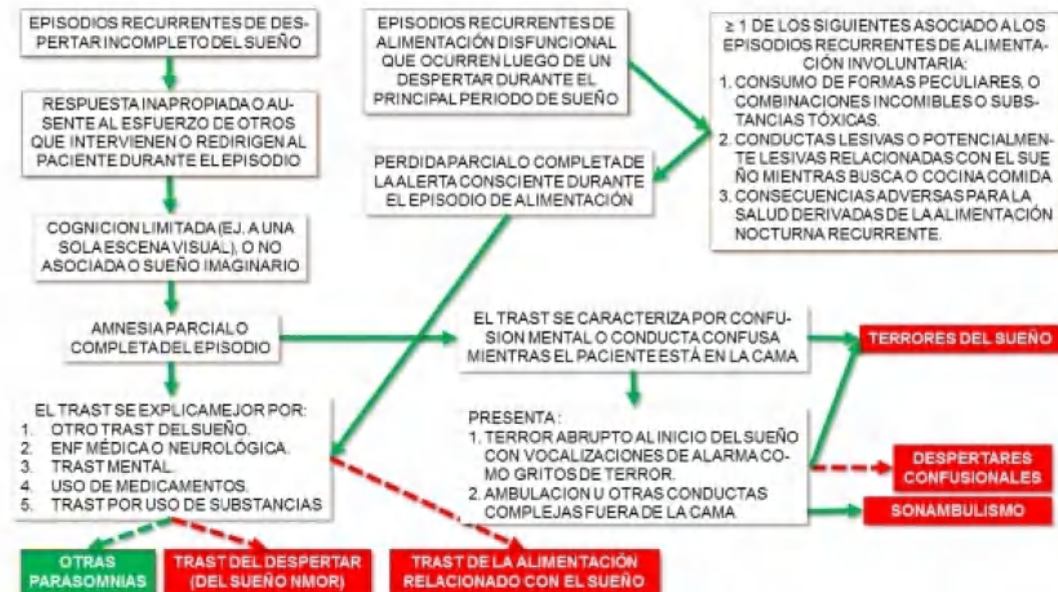 EPISODIOS RECURRENTES DE DES-
PERTAR INCOMPLETO DEL SUEÑO
RESPUESTA INAPROPIADA O AU-
SENTE AL ESFUERZO DE OTROS
QUE INTERVIENEN O REDIRIGEN AL
PACIENTE DURANTE EL EPISODIO
COGNICION LIMITADA (EJ. A UNA
SOLA ESCENA VISUAL), O NO
ASOCIADA O SUEÑO IMAGINARIO
AMNESIA PARCIAL O
COMPLETA DEL EPISODIO
EL TRAST SE EXPLICA MEJOR POR:
1. OTRO TRAST DEL SUEÑO.
2. ENF MÉDICA O NEUROLÓGICA.
3. TRAST MENTAL.
4. USO DE MEDICAMENTOS.
5. TRAST POR USO DE SUBSTANCIAS
EPISODIOS RECURRENTES DE
ALIMENTACIÓN DISFUNCIONAL
QUE OCURREN LUEGO DE UN
DESPERTAR DURANTE EL
PRINCIPAL PERIODO DE SUEÑO
PERDIDA PARCIAL O COMPLETA DE
LA ALERTA CONSCIENTE DURANTE
EL EPISODIO DE ALIMENTACIÓN
≥ 1 DE LOS SIGUIENTES ASOCIADO A LOS
EPISODIOS RECURRENTES DE ALIMENTA-
CIÓN INVOLUNTARIA:
1. CONSUMO DE FORMAS PECULIARES, O
COMBINACIONES INCOMIBLES O SUBS-
TANCIAS TÓXICAS.
2. CONDUCTAS LESIVAS O POTENCIALMEN-
TE LESIVAS RELACIONADAS CON EL SUE
ÑO MIENTRAS BUSCA O COCINA COMIDA
3. CONSECUENCIAS ADVERSAS PARA LA
SALUD DERIVADAS DE LA ALIMENTACIÓN
NOCTURNA RECURRENTE.
EL TRAST SE CARACTERIZA POR CONFU-
SION MENTAL O CONDUCTA CONFUSA
MIENTRAS EL PACIENTE ESTÁ EN LA CAMA
PRESENTA :
1. TERROR ABRUPTO AL INICIO DEL SUEÑO
CON VOCALIZACIONES DE ALARMA CO-
MO GRITOS DE TERROR.
2. AMBULACION U OTRAS CONDUCTAS
COMPLEJAS FUERA DE LA CAMA
TERRORES DEL SUEÑO
DESPERTARES
CONFUSIONALES
SONAMBULISMO
OTRAS
PARASOMNIAS
TRAST DEL DESPERTAR
(DEL SUEÑO NMOR)
TRAST DE LA ALIMENTACIÓN
RELACIONADO CON EL SUEÑO